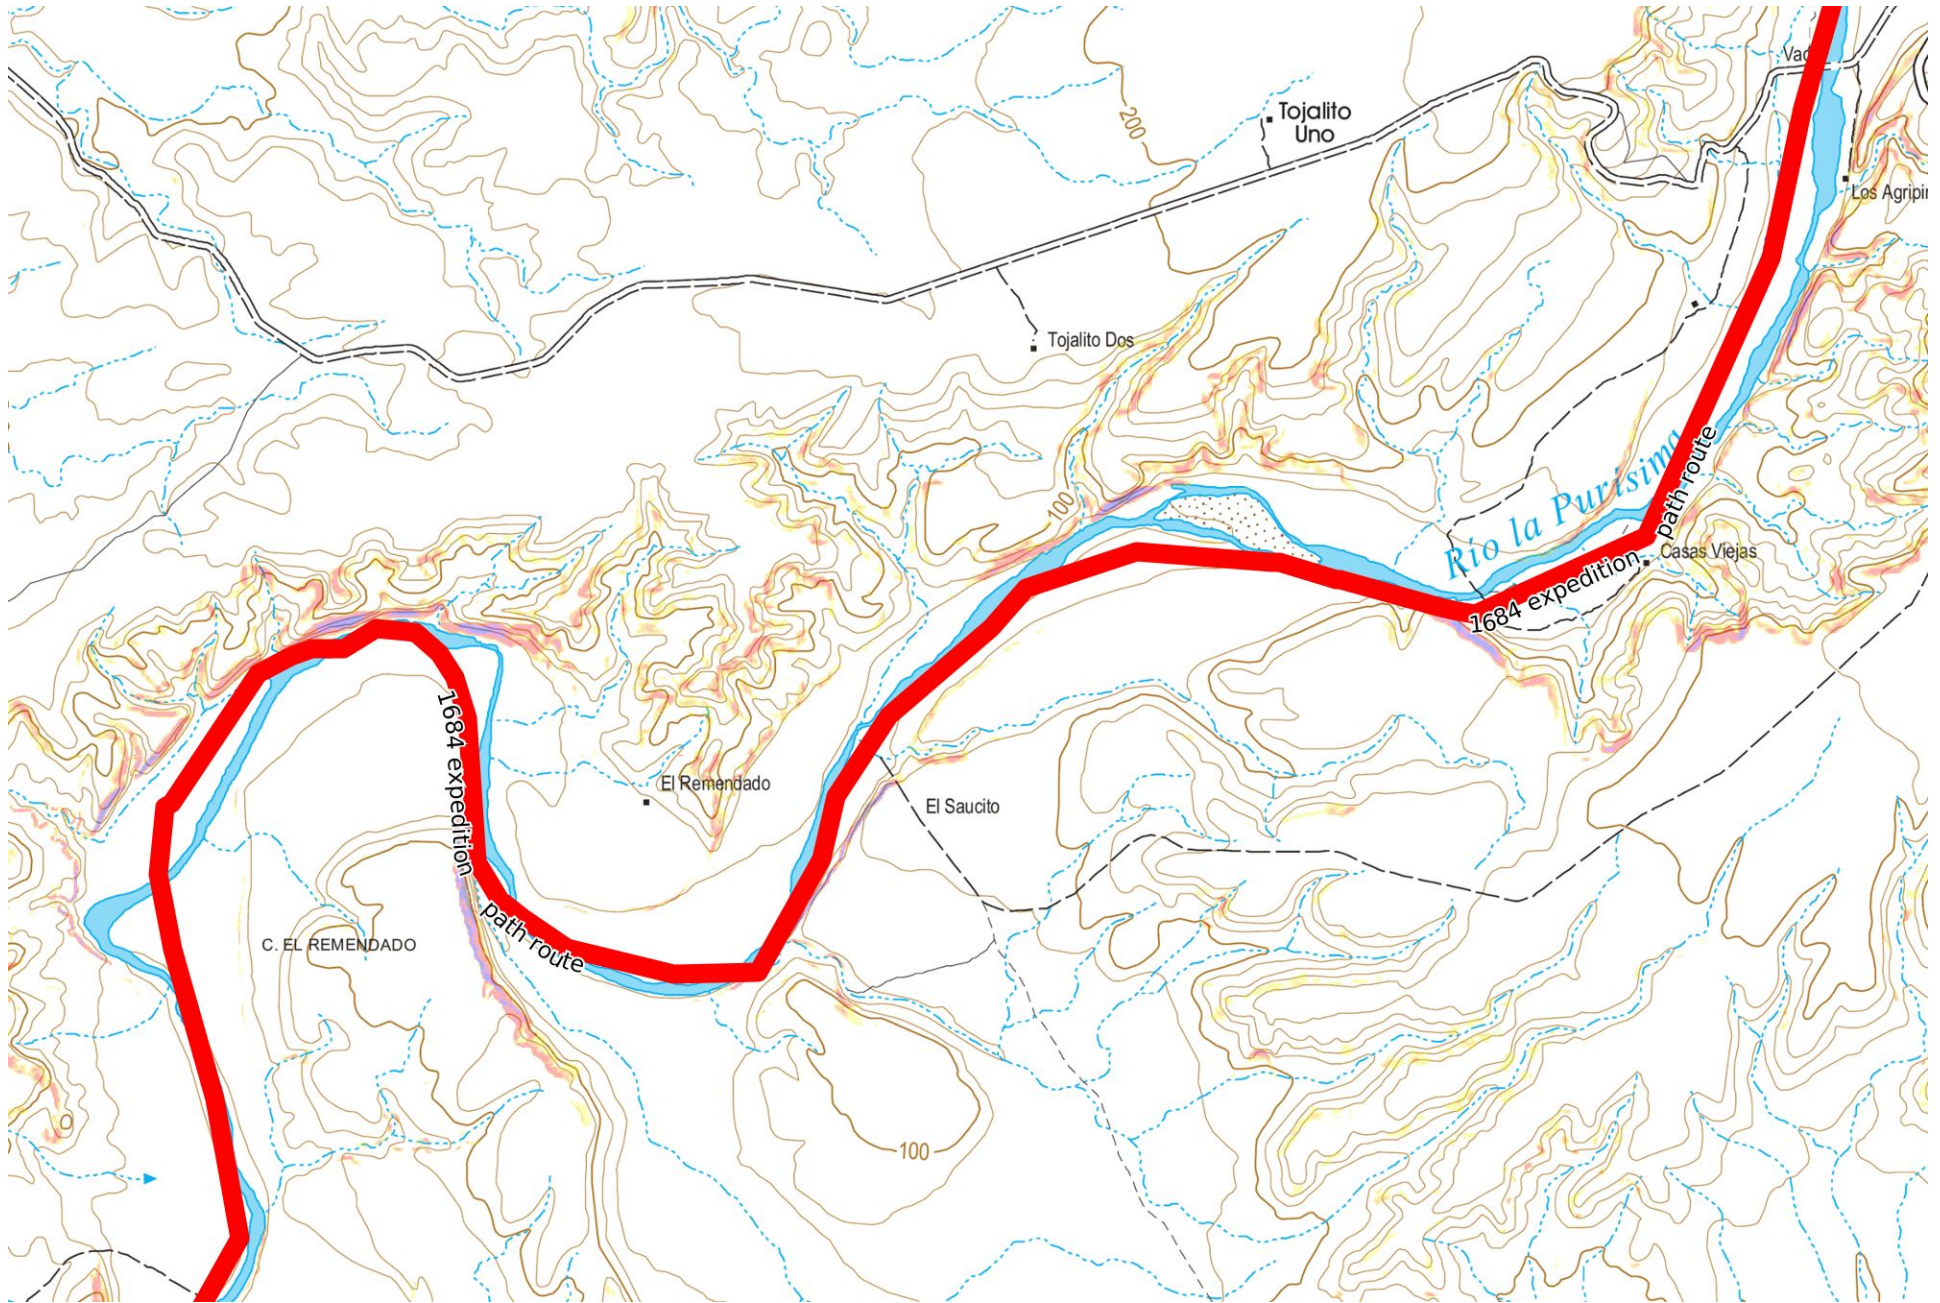 Tojalito
Uno
200
Los Agripi
Tojalito Dos
Río la Purísima
path route
100
Casas Viejas
1684 expedition
1684 expedition
El Remendado
El Saucito
path route
C. EL REMENDADO
100